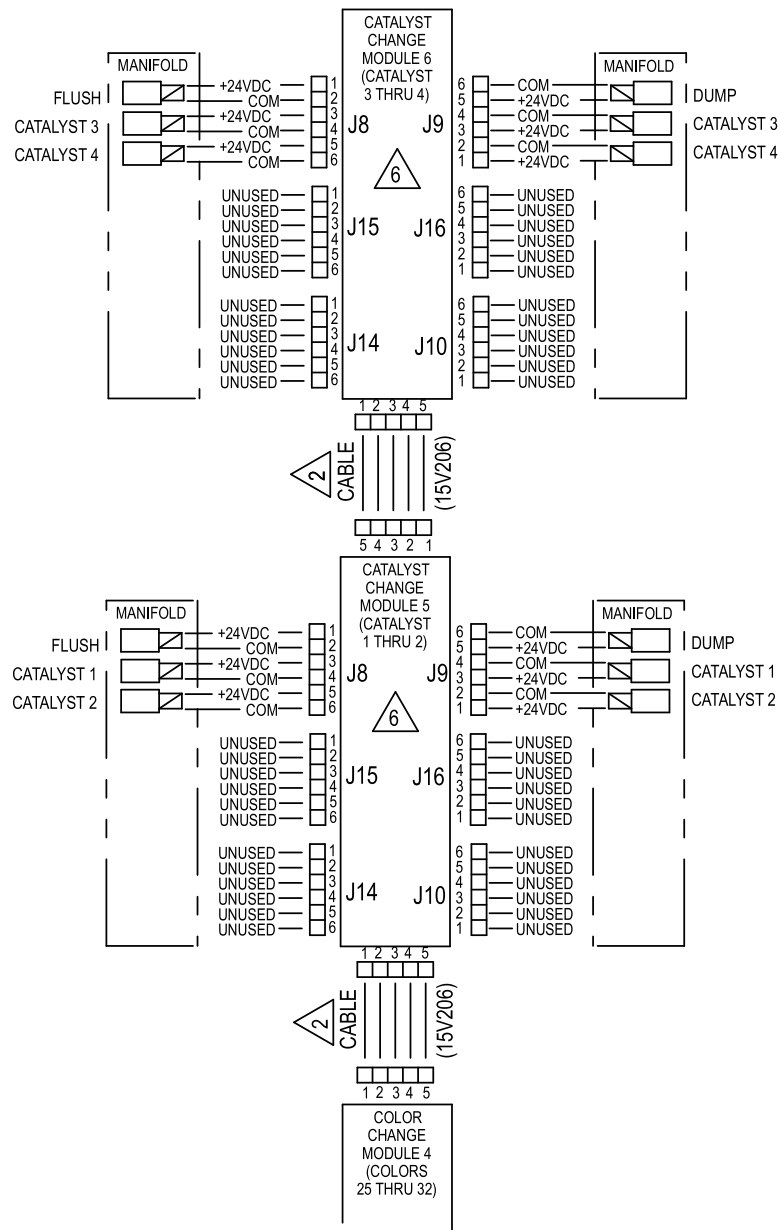 CATALYST
CHANGE
MODULE 6
(CATALYST
3 THRU 4)
MANIFOLD
FLUSH
CATALYST 3
CATALYST 4
+24VDC 1
COM 2
+24VDC 3
COM 4
+24VDC 5
COM 6
J8
J9
6
6 COM
5 +24VDC
4 COM
3 +24VDC
2 COM
1 +24VDC
MANIFOLD
DUMP
CATALYST 3
CATALYST 4
UNUSED 1
UNUSED 2
UNUSED 3
UNUSED 4
UNUSED 5
UNUSED 6
J15
J16
6 UNUSED
5 UNUSED
4 UNUSED
3 UNUSED
2 UNUSED
1 UNUSED
UNUSED 1
UNUSED 2
UNUSED 3
UNUSED 4
UNUSED 5
UNUSED 6
J14
J10
6 UNUSED
5 UNUSED
4 UNUSED
3 UNUSED
2 UNUSED
1 UNUSED
1 2 3 4 5
2
CABLE
(15V206)
5 4 3 2 1
CATALYST
CHANGE
MODULE 5
(CATALYST
1 THRU 2)
MANIFOLD
FLUSH
CATALYST 1
CATALYST 2
+24VDC 1
COM 2
+24VDC 3
COM 4
+24VDC 5
COM 6
J8
J9
6
6 COM
5 +24VDC
4 COM
3 +24VDC
2 COM
1 +24VDC
MANIFOLD
DUMP
CATALYST 1
CATALYST 2
UNUSED 1
UNUSED 2
UNUSED 3
UNUSED 4
UNUSED 5
UNUSED 6
J15
J16
6 UNUSED
5 UNUSED
4 UNUSED
3 UNUSED
2 UNUSED
1 UNUSED
UNUSED 1
UNUSED 2
UNUSED 3
UNUSED 4
UNUSED 5
UNUSED 6
J14
J10
6 UNUSED
5 UNUSED
4 UNUSED
3 UNUSED
2 UNUSED
1 UNUSED
1 2 3 4 5
2
CABLE
(15V206)
1 2 3 4 5
COLOR
CHANGE
MODULE 4
(COLORS
25 THRU 32)